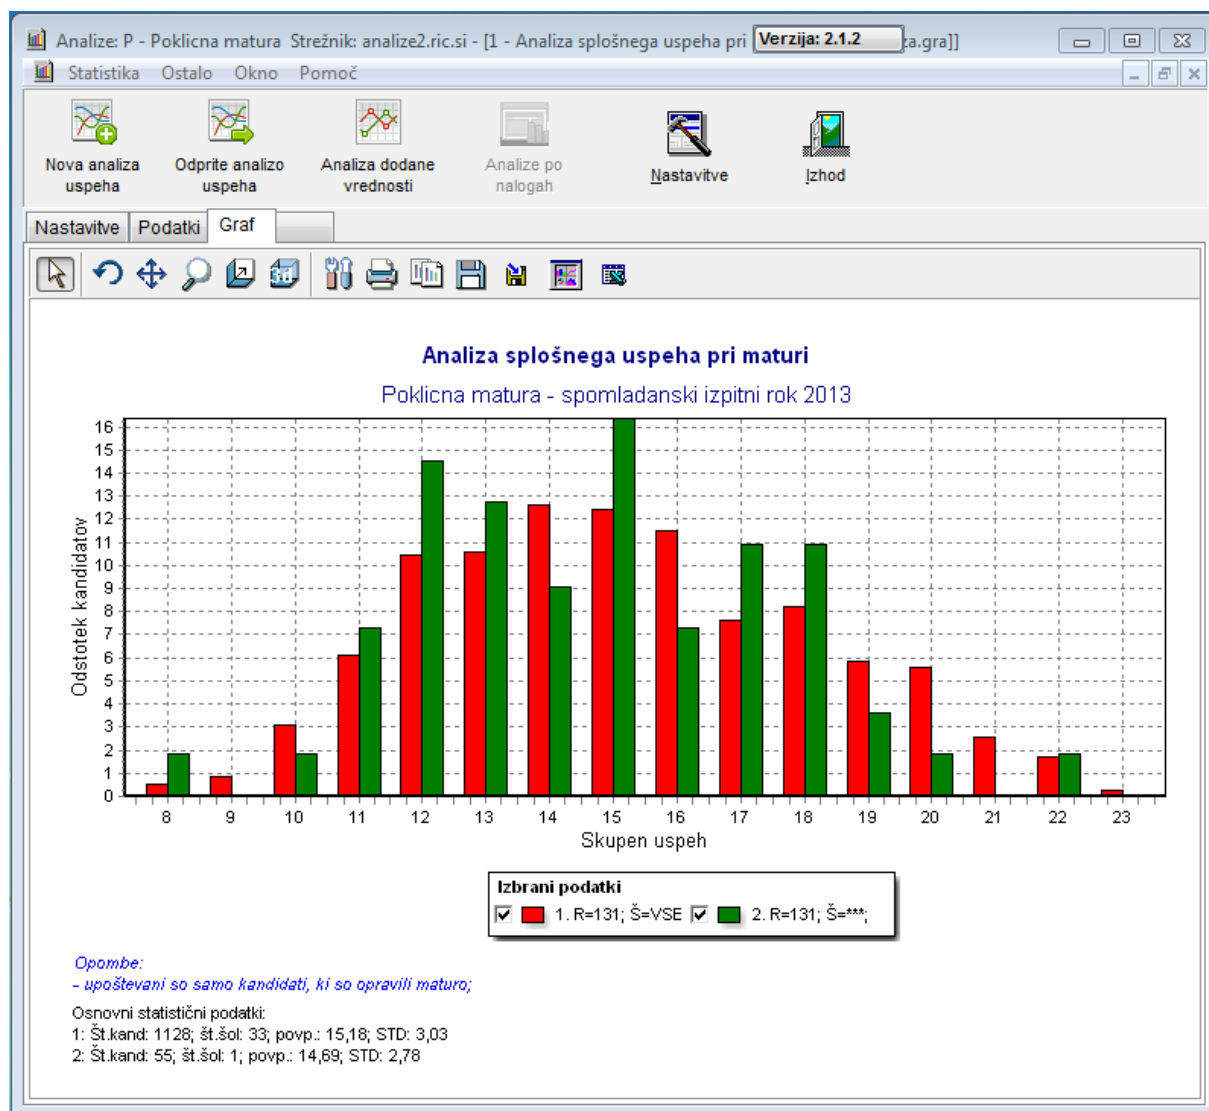 Analize: P - Poklicna matura Strežnik: analize2.ric.si - [1 - Analiza splošnega uspeha pri
Verzija: 2.1.2
za.gra]]
Statistika Ostalo Okno Pomoč
Nova analiza uspeha
Odprite analizo uspeha
Analiza dodane vrednosti
Analize po nalogah
Nastavitve
Izhod
Nastavitve Podatki Graf
3d
Analiza splošnega uspeha pri maturi
Poklicna matura - spomladanski izpitni rok 2013
Odstotek kandidatov
16
15
14
13
12
11
10
9
8
7
6
5
4
3
2
1
0
8 9 10 11 12 13 14 15 16 17 18 19 20 21 22 23
Skupen uspeh
Izbrani podatki
1. R=131; Š=VSE 2. R=131; Š=***;
Opombe:
- upoštevani so samo kandidati, ki so opravili maturo;
Osnovni statistični podatki:
1: Št.kand: 1128; št.šol: 33; povp.: 15,18; STD: 3,03
2: Št.kand: 55; št.šol: 1; povp.: 14,69; STD: 2,78